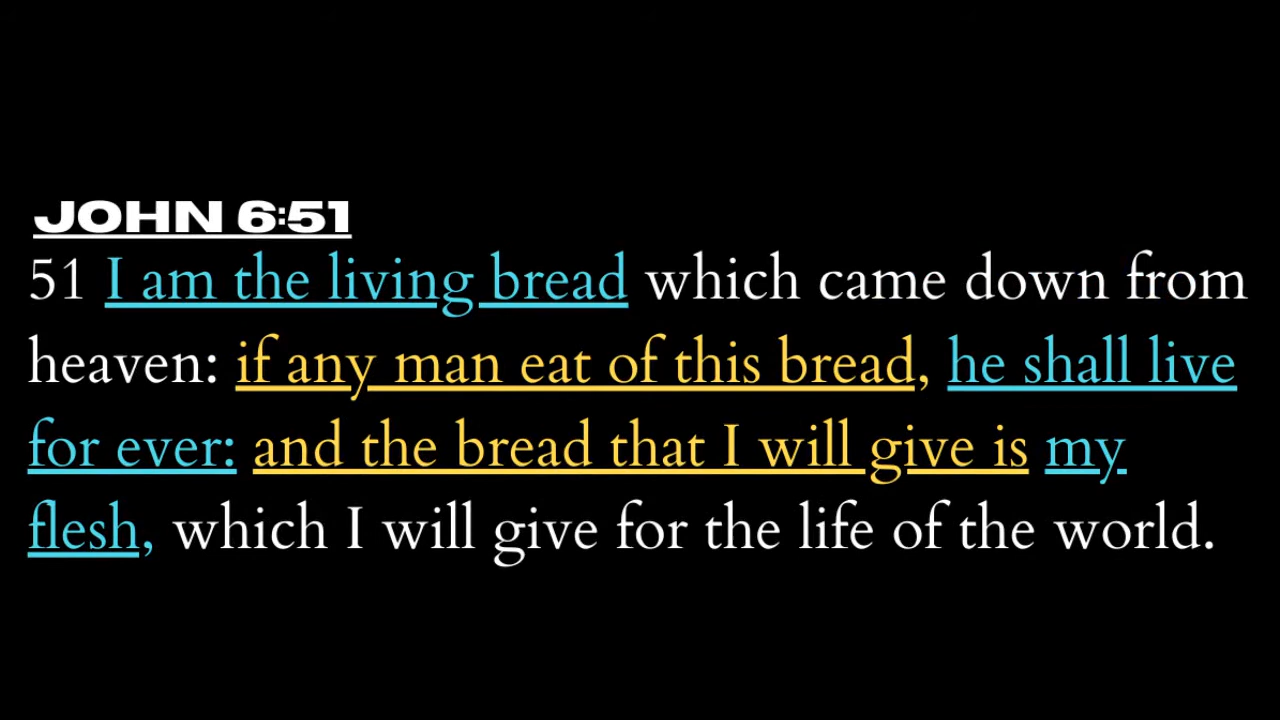 JOHN 6:51
51 I am the living bread which came down from
heaven: if any man eat of this bread, he shall live
for ever: and the bread that I will give is my
flesh, which I will give for the life of the world.